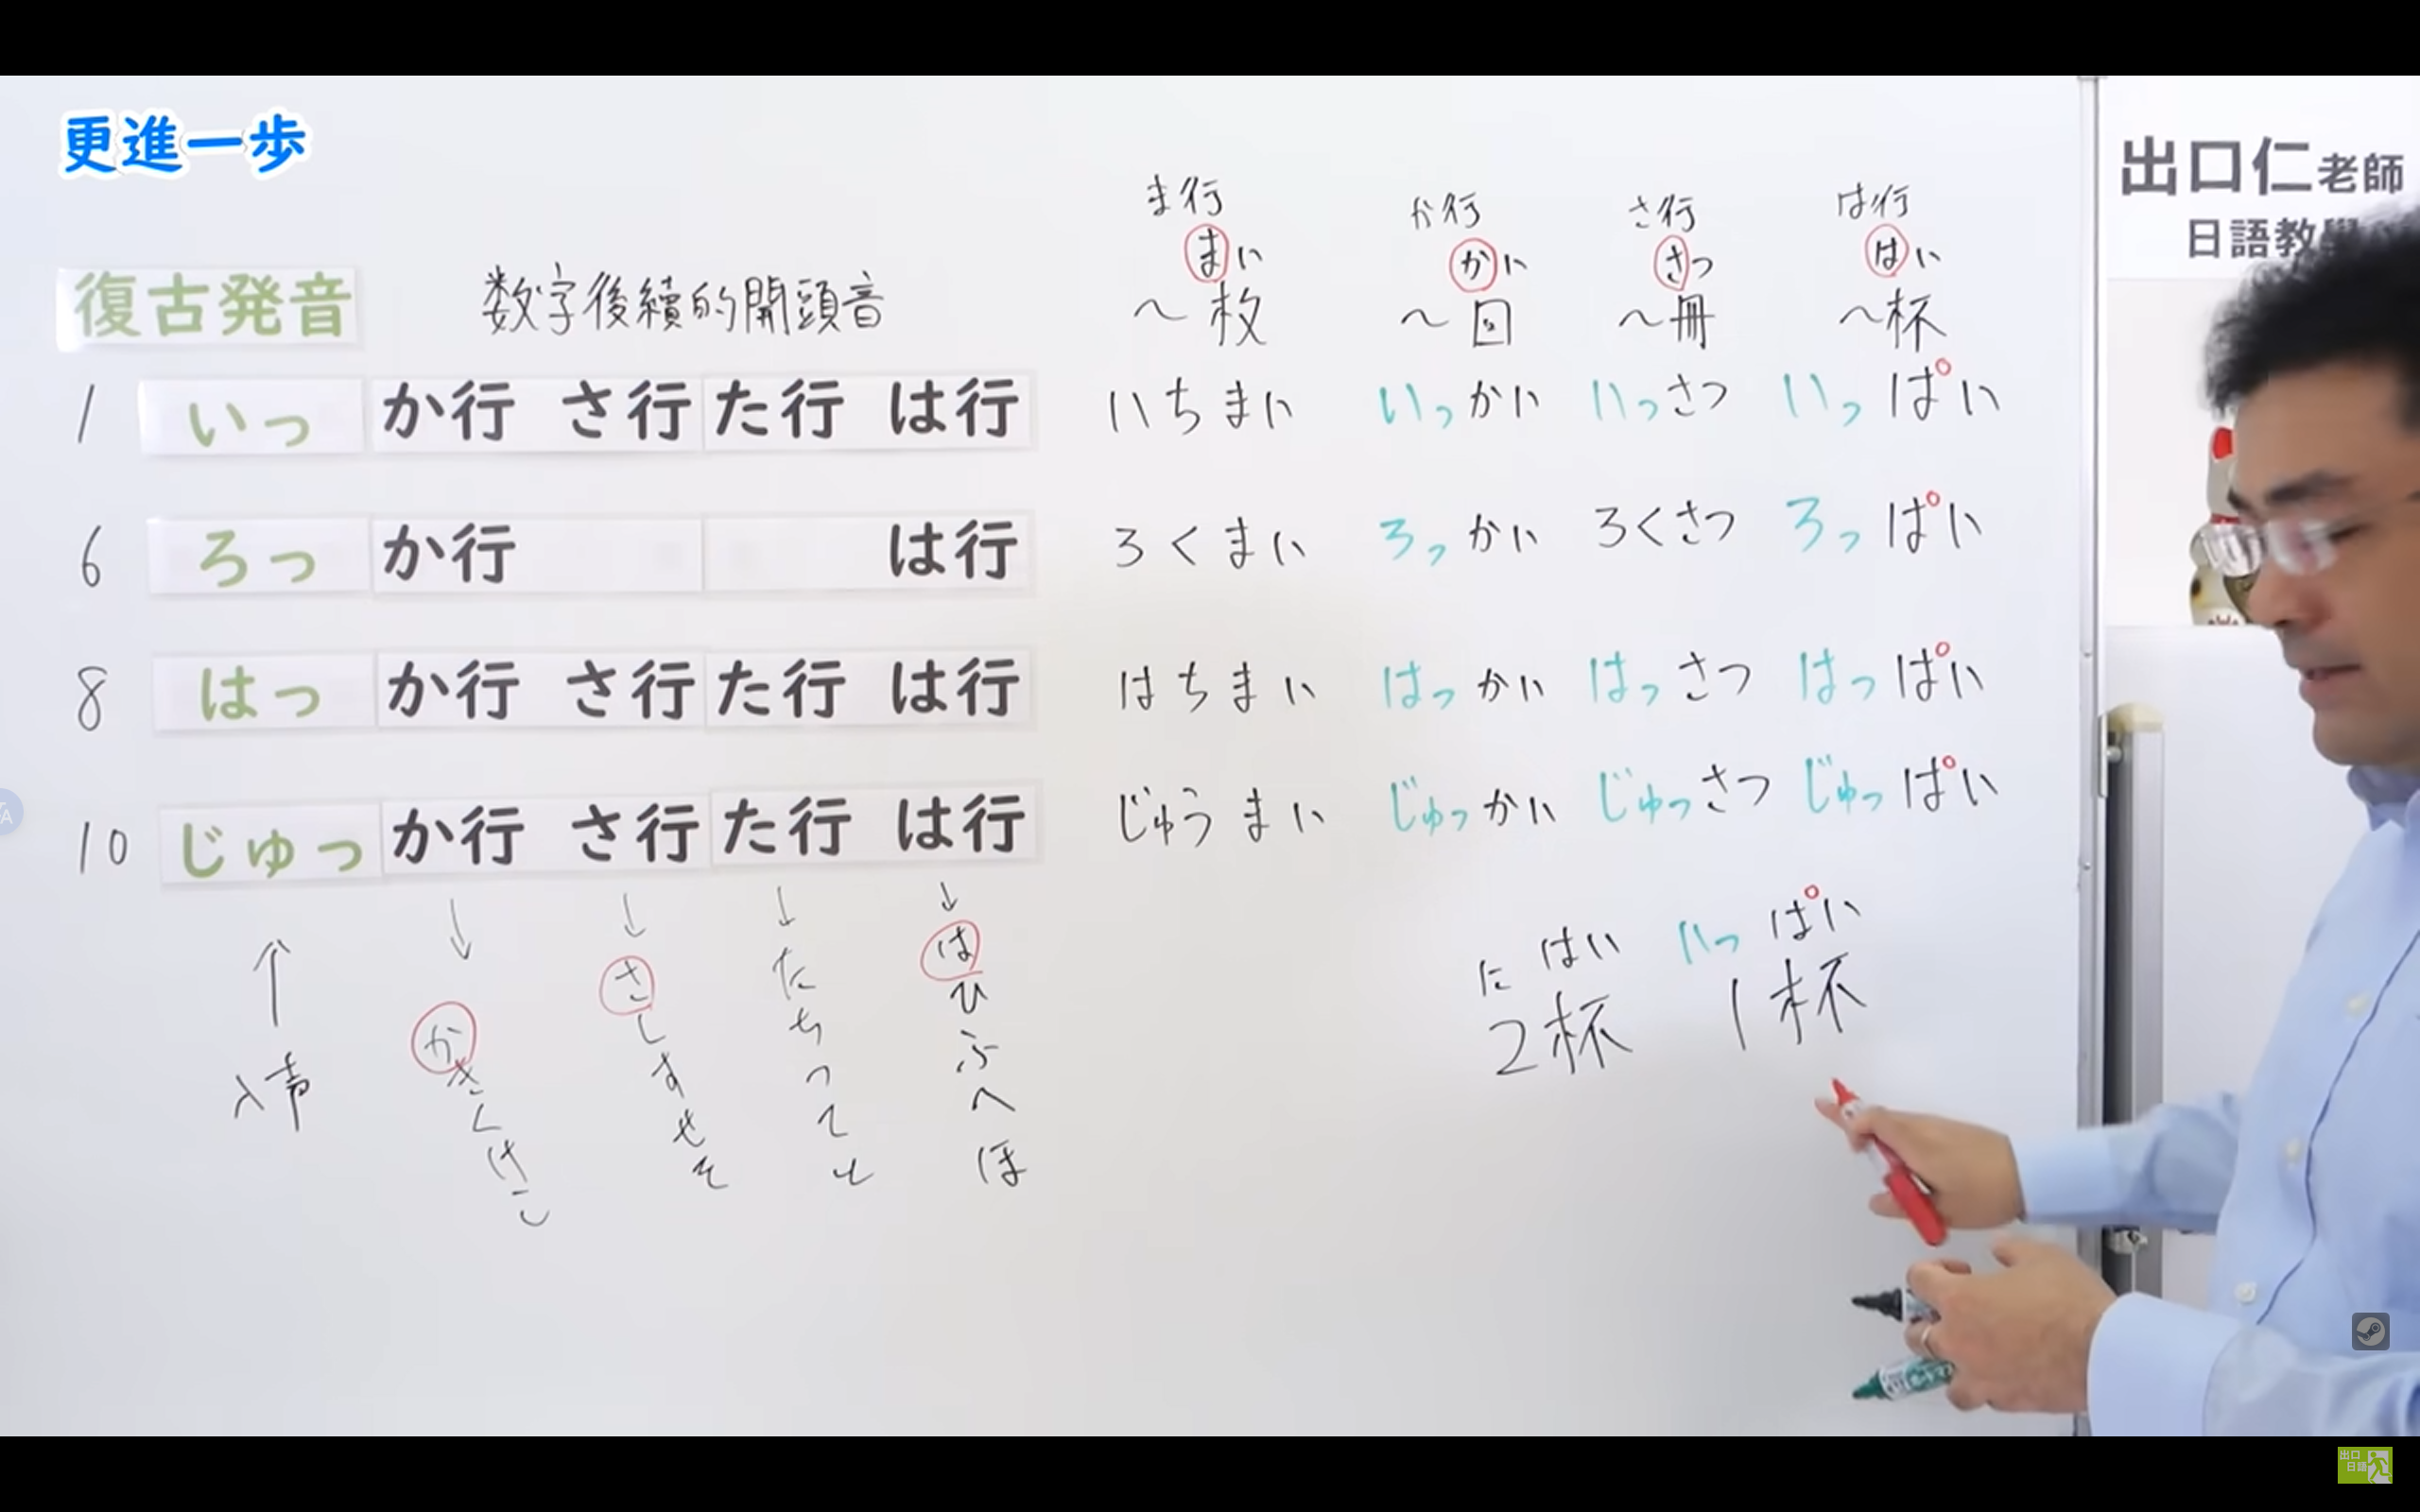 更進一步
出口仁老師
日語教學
復古発音 数字後續的開頭音
ま行 か行 さ行 は行
まい かい さつ はい
～枚 ～回 ～冊 ～杯
1 いっ か行 さ行 た行 は行 いちまい いっかい いっさつ いっぱい
6 ろっ か行 は行 ろくまい ろっかい ろくさつ ろっぱい
8 はっ か行 さ行 た行 は行 はちまい はっかい はっさつ はっぱい
10 じゅっ か行 さ行 た行 は行 じゅうまい じゅっかい じゅっさつ じゅっぱい
↑ ↓ ↓ ↓ ↓
入声
かきくけこ
さしすせそ
たちつてと
はひふへほ
に はい いっ ぱい
2杯 1杯
出口
日語